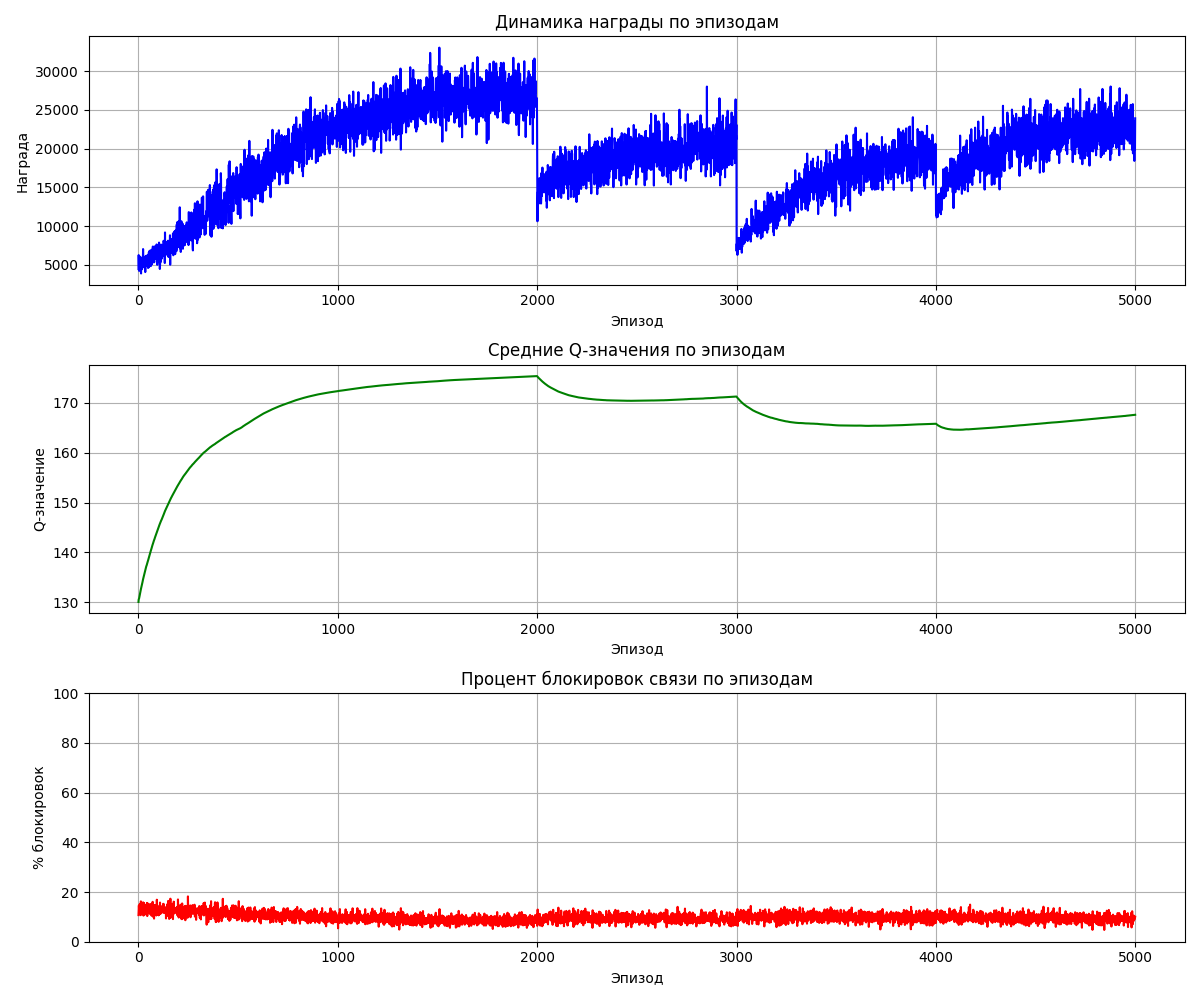 Динамика награды по эпизодам
Награда
30000
25000
20000
15000
10000
5000
0 1000 2000 3000 4000 5000
Эпизод
Средние Q-значения по эпизодам
Q-значение
170
160
150
140
130
0 1000 2000 3000 4000 5000
Эпизод
Процент блокировок связи по эпизодам
% блокировок
100
80
60
40
20
0
0 1000 2000 3000 4000 5000
Эпизод